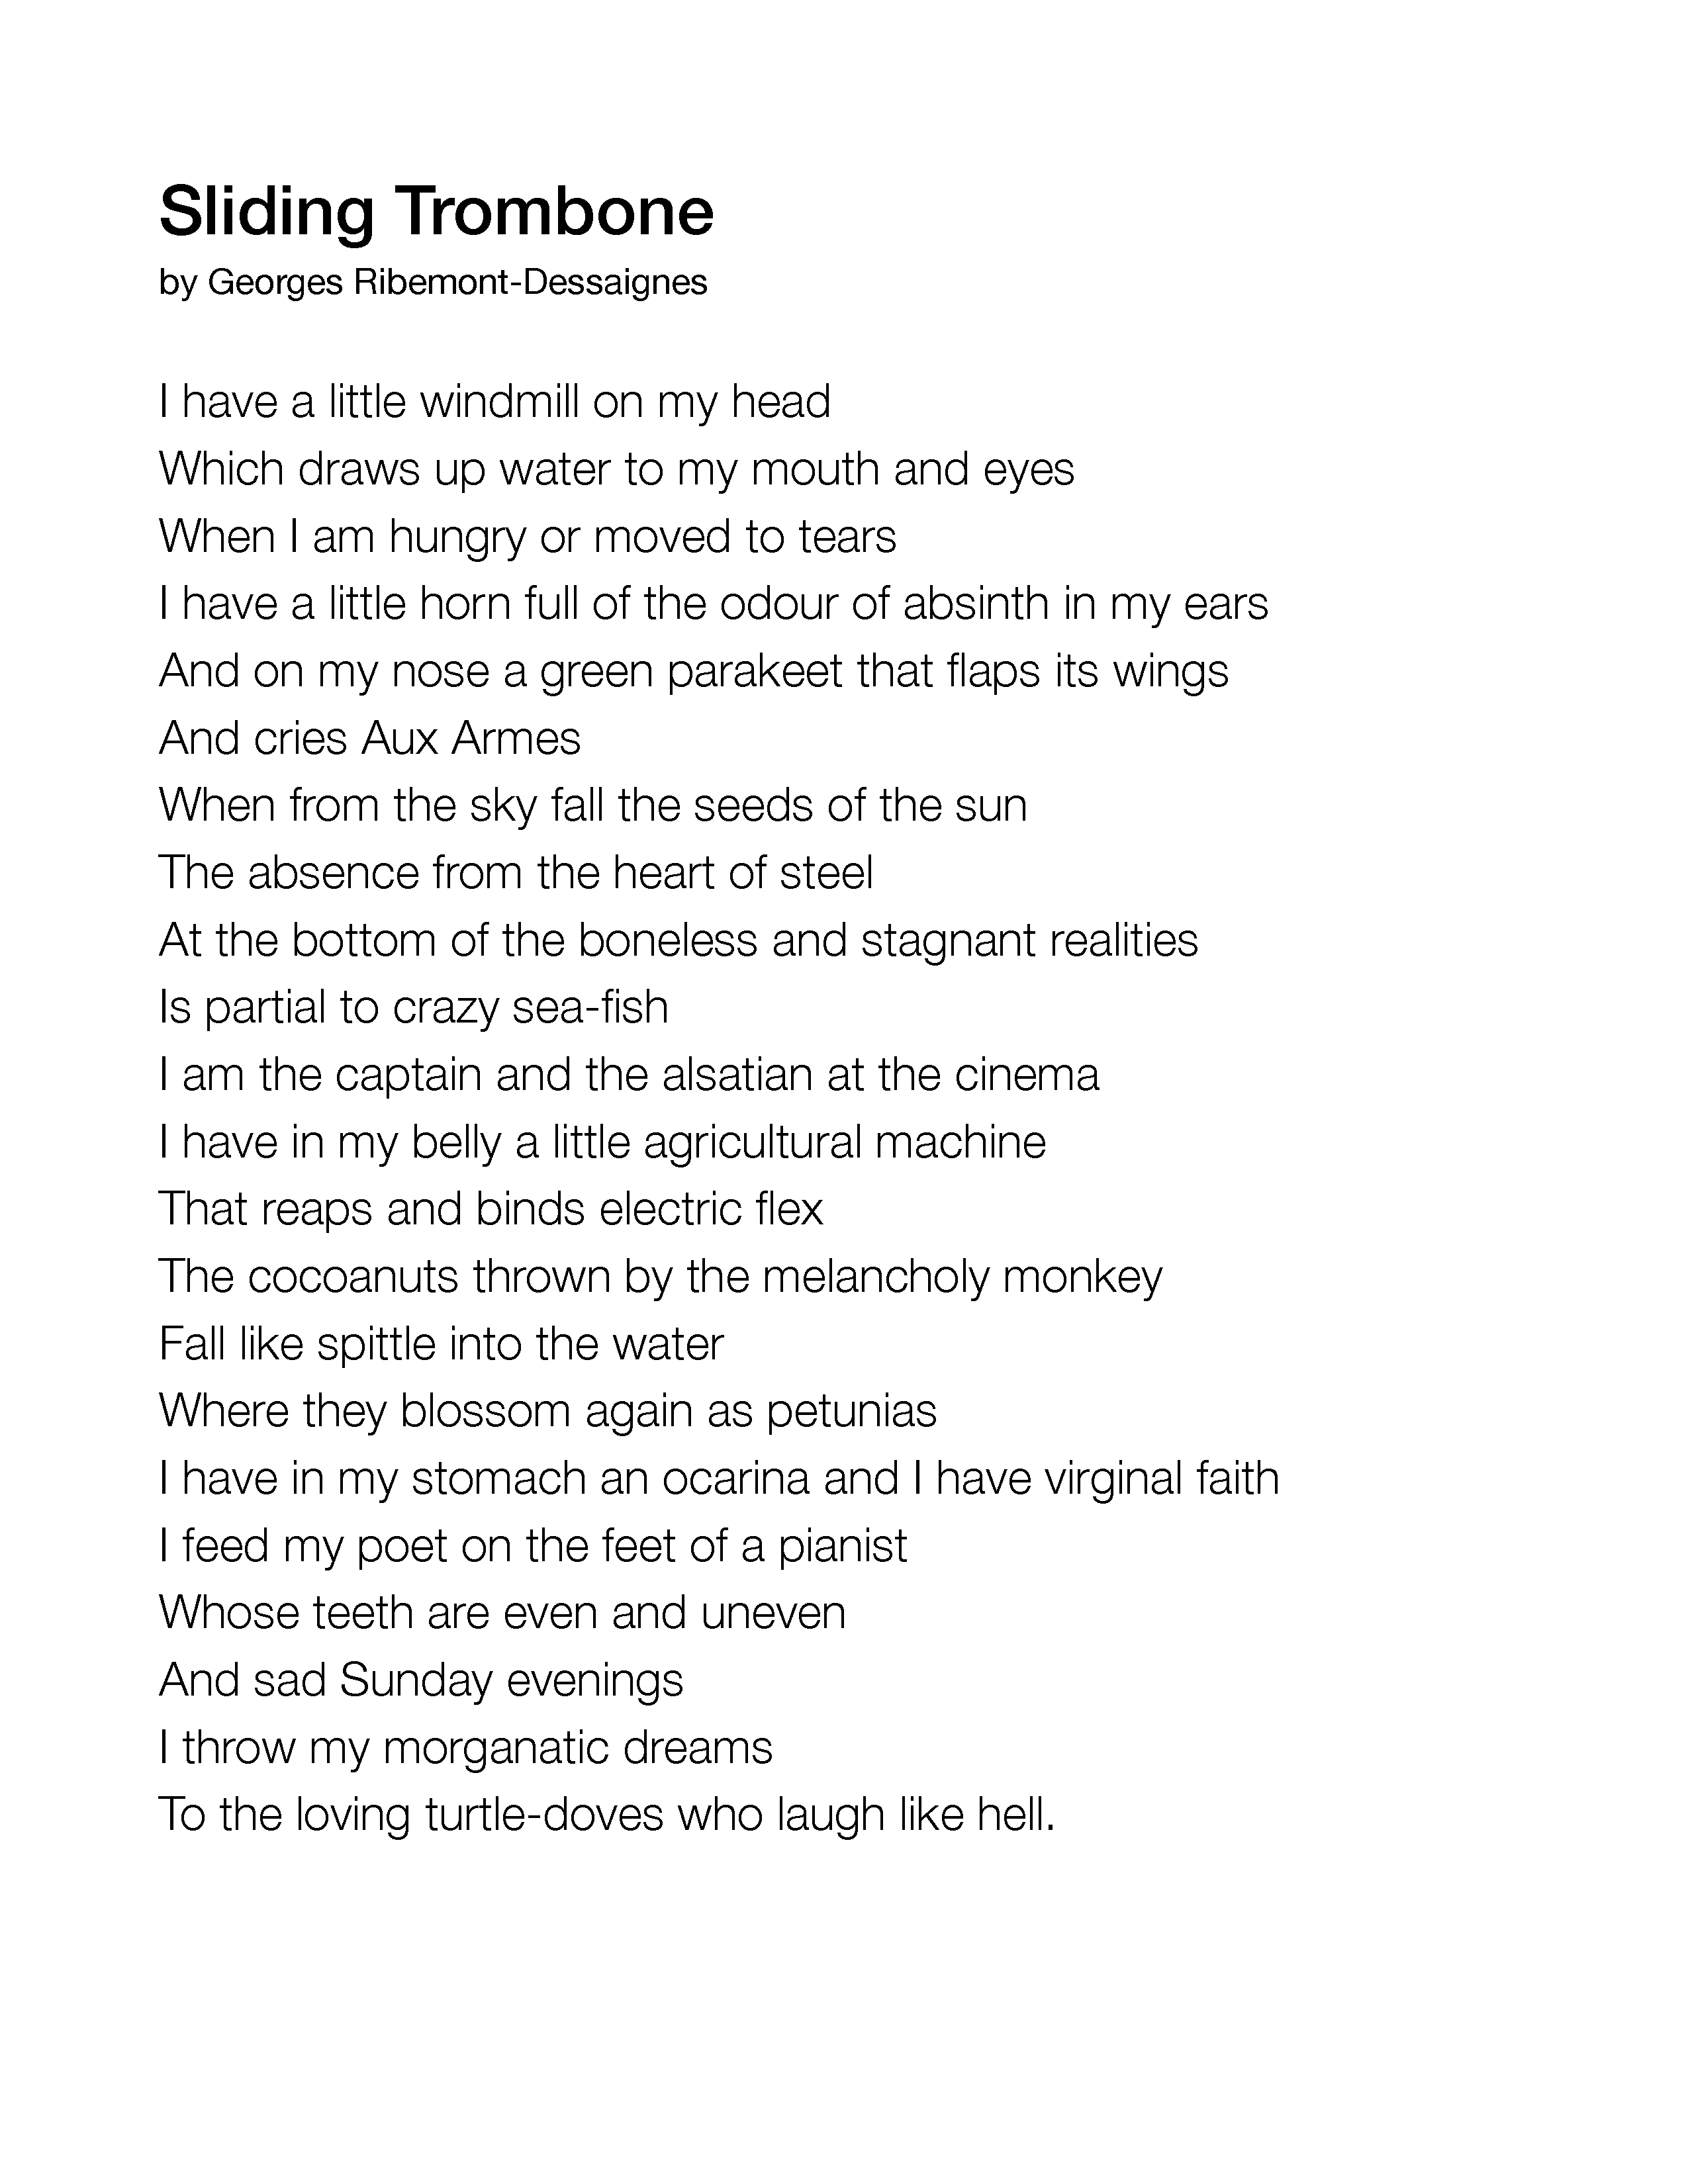 Sliding Trombone
by Georges Ribemont-Dessaignes
I have a little windmill on my head
Which draws up water to my mouth and eyes
When I am hungry or moved to tears
I have a little horn full of the odour of absinth in my ears
And on my nose a green parakeet that flaps its wings
And cries Aux Armes
When from the sky fall the seeds of the sun
The absence from the heart of steel
At the bottom of the boneless and stagnant realities
Is partial to crazy sea-fish
I am the captain and the alsatian at the cinema
I have in my belly a little agricultural machine
That reaps and binds electric flex
The cocoanuts thrown by the melancholy monkey
Fall like spittle into the water
Where they blossom again as petunias
I have in my stomach an ocarina and I have virginal faith
I feed my poet on the feet of a pianist
Whose teeth are even and uneven
And sad Sunday evenings
I throw my morganatic dreams
To the loving turtle-doves who laugh like hell.